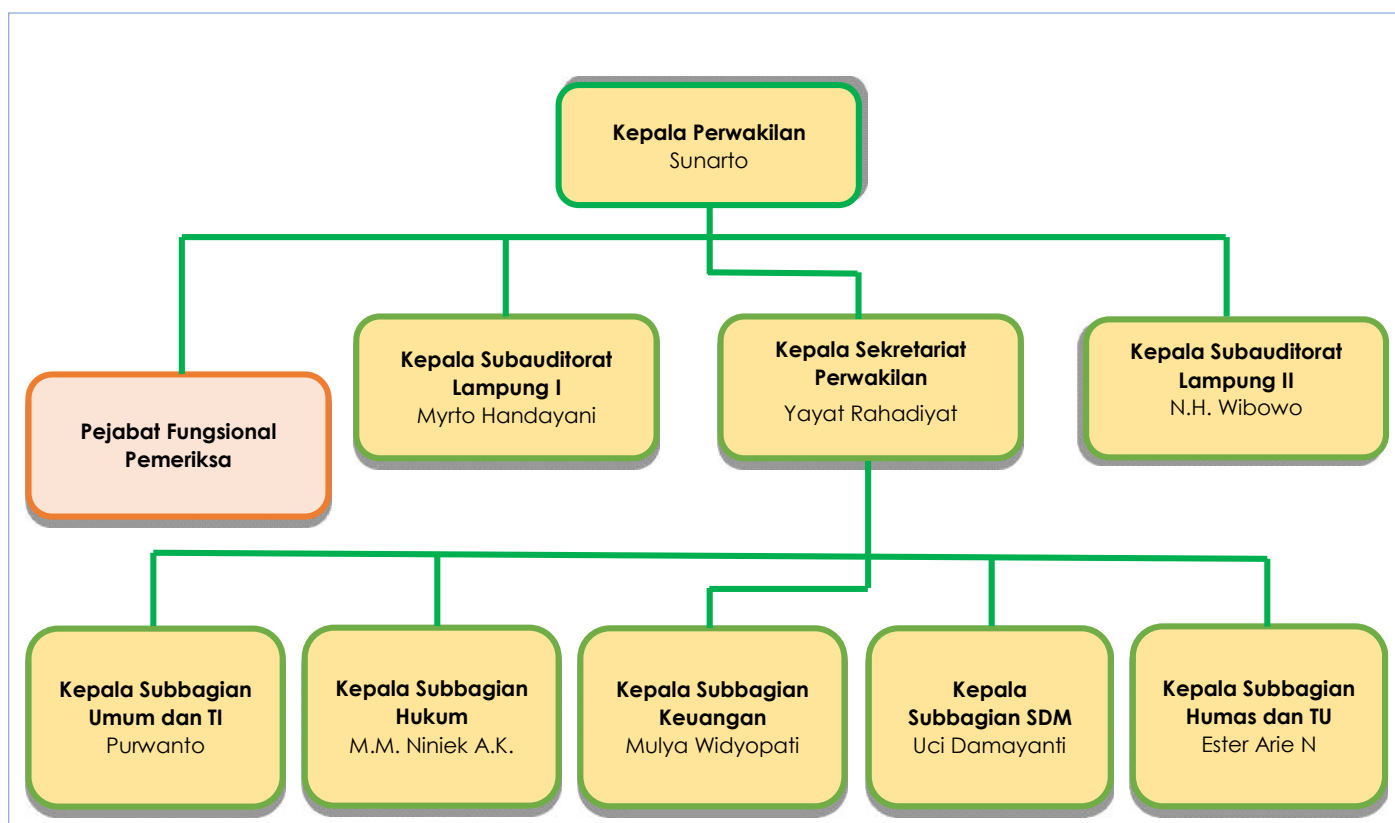 Kepala Perwakilan
Sunarto
Kepala Subauditorat
Lampung I
Myrto Handayani
Kepala Sekretariat
Perwakilan
Yayat Rahadiyat
Kepala Subauditorat
Lampung II
N.H. Wibowo
Pejabat Fungsional
Pemeriksa
Kepala Subbagian
Umum dan TI
Purwanto
Kepala Subbagian
Hukum
M.M. Niniek A.K.
Kepala Subbagian
Keuangan
Mulya Widyopati
Kepala
Subbagian SDM
Uci Damayanti
Kepala Subbagian
Humas dan TU
Ester Arie N